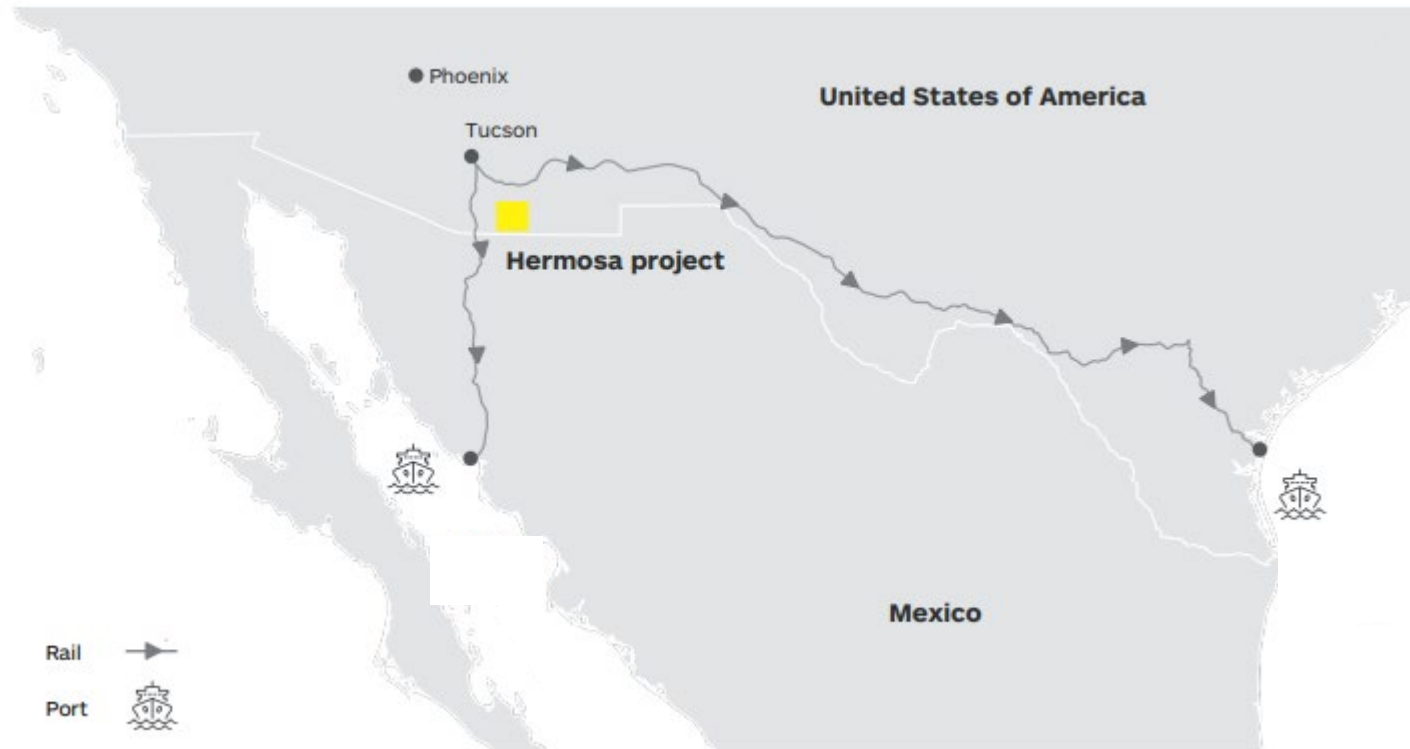 Phoenix
United States of America
Tucson
Hermosa project
Mexico
Rail
Port